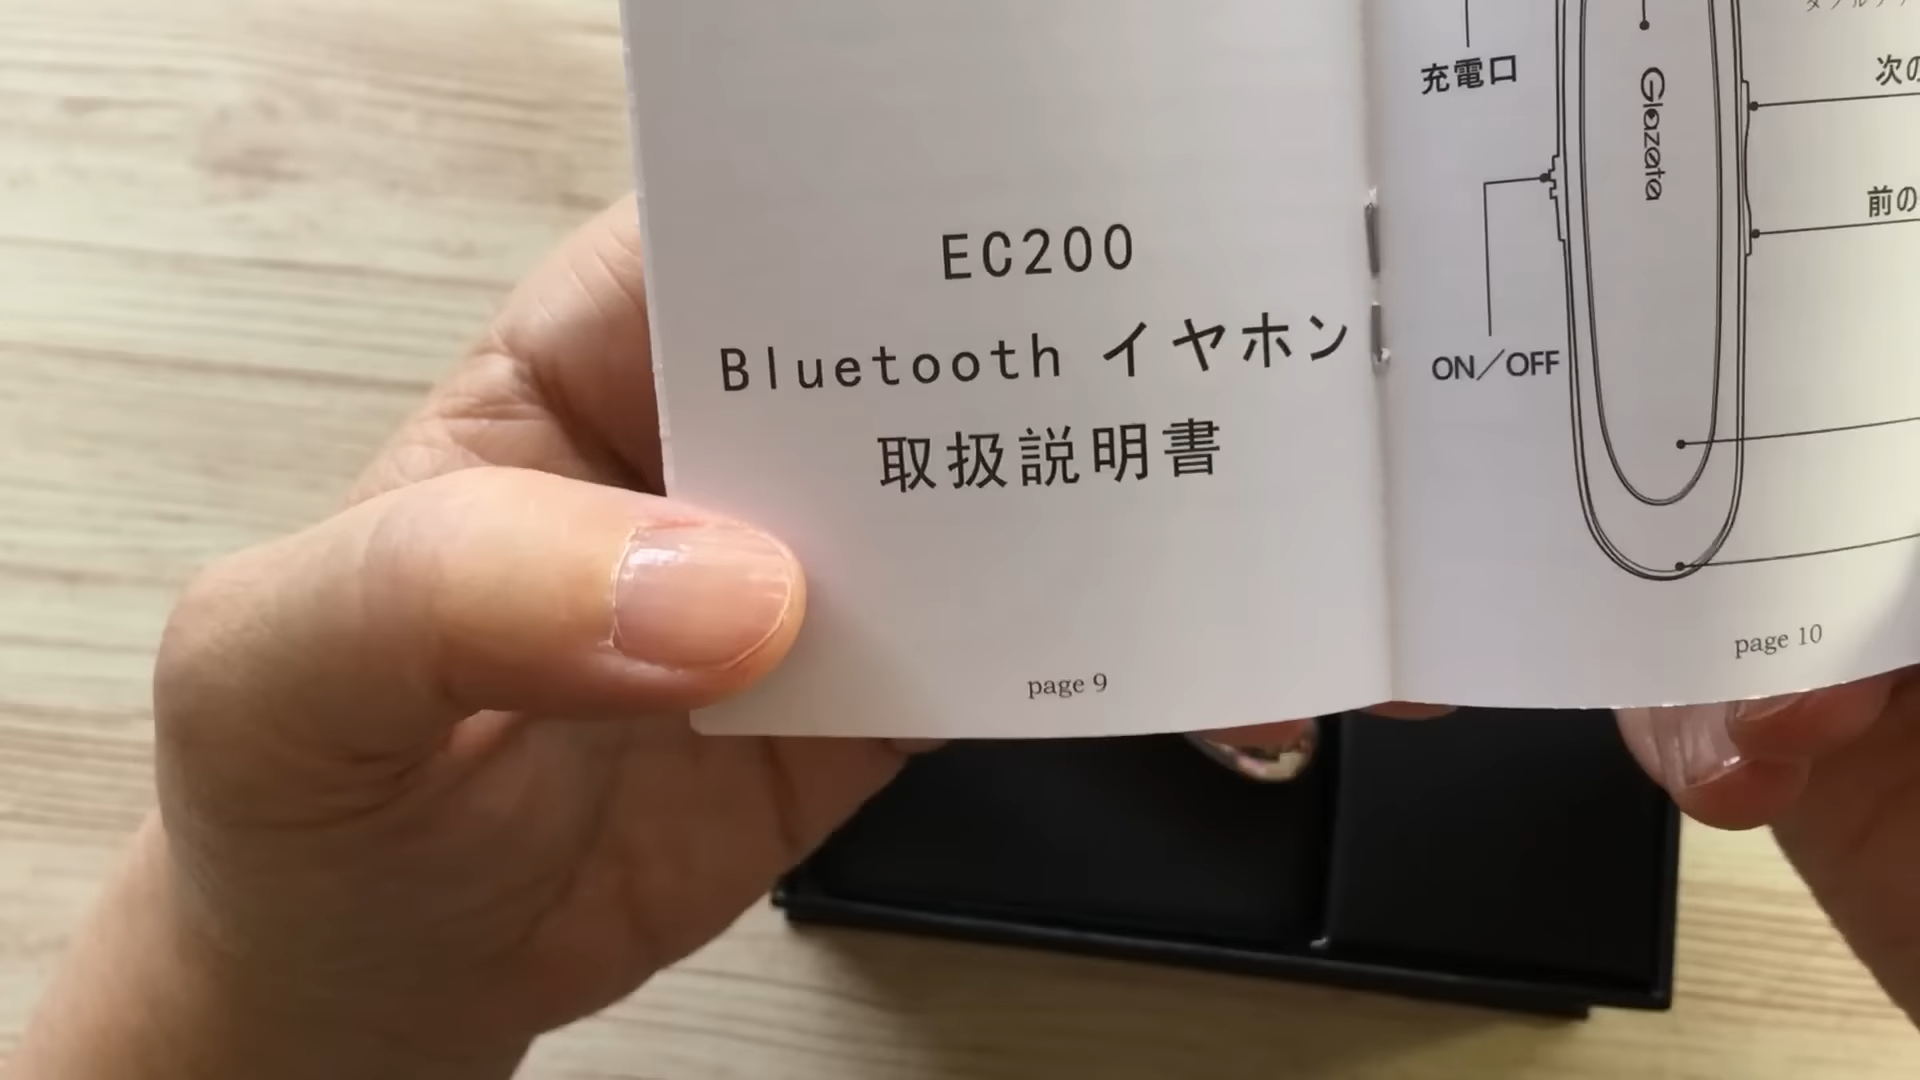 EC200
Bluetooth イヤホン
取扱説明書
page 9
充電口
Glazata
次の
前の
ON／OFF
page 10